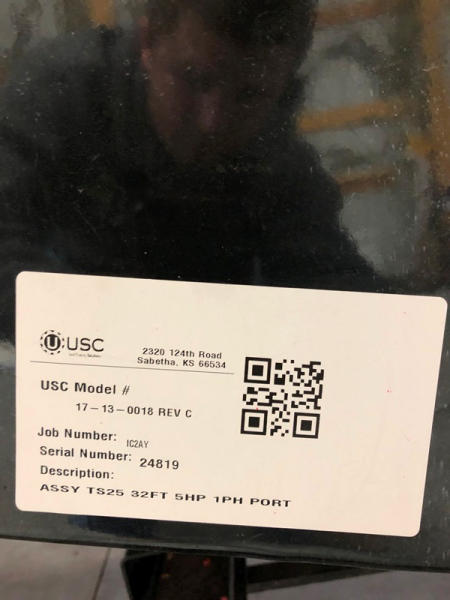 USC
2320 124th Road
Sabetha, KS 66534
USC Model #
17-13-0018 REV C
Job Number: IC2AY
Serial Number: 24819
Description:
ASSY TS25 32FT 5HP 1PH PORT